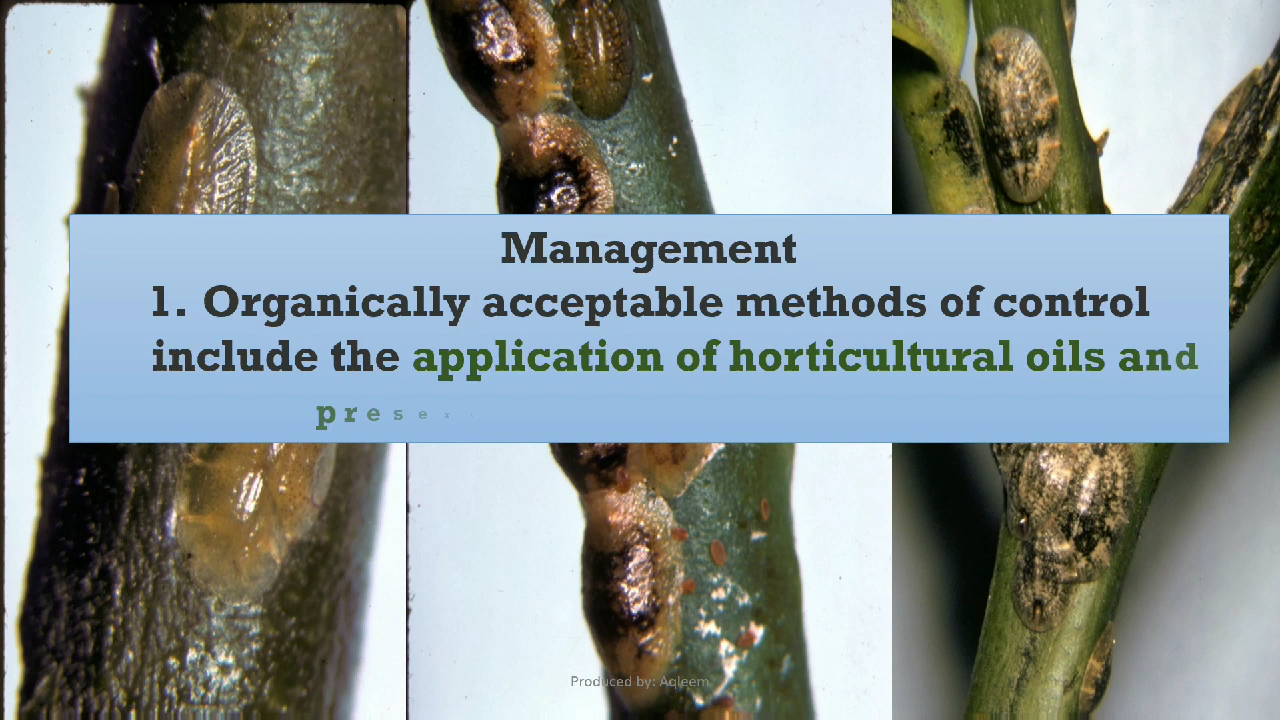 Management
1. Organically acceptable methods of control
include the application of horticultural oils and
Produced by: Aqleem